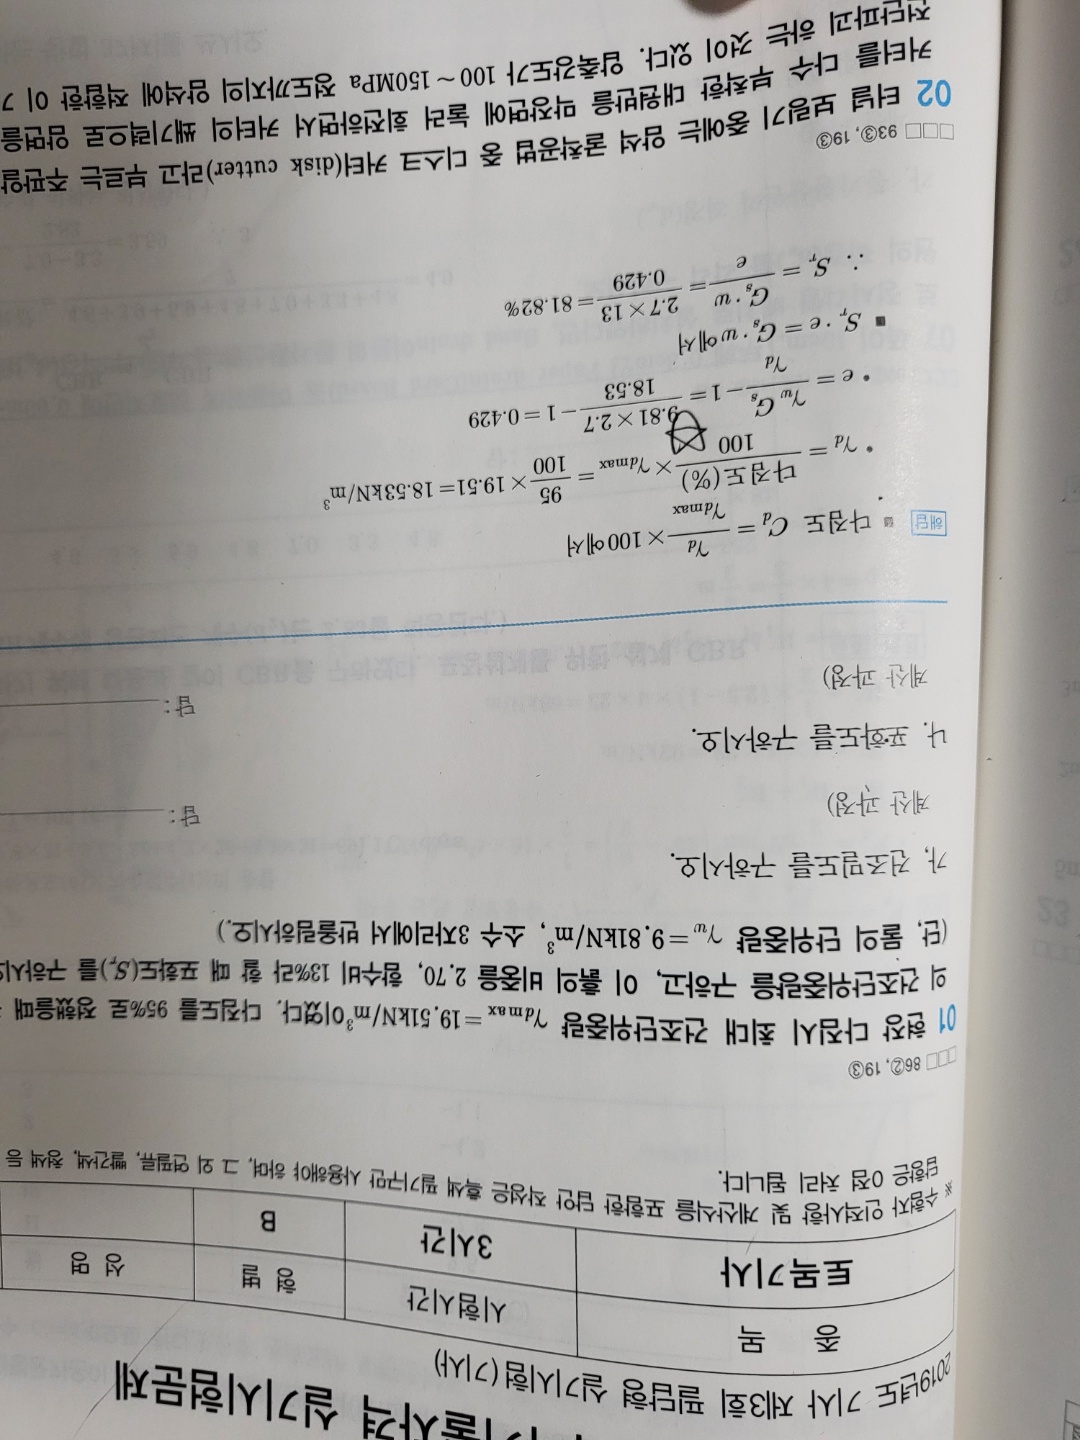 기술자격 실기시험문제
2019년도 기사 제3회 필답형 실기시험(기사)
종 목 시험시간 형 별 성 명
토목기사 3시간 B
※ 수험자 인적사항 및 계산식을 포함한 답안 작성은 흑색 필기구만 사용해야 하며, 그 외 연필류, 빨간색, 청색 등
답항은 0점 처리 됩니다.
□□□ 86②, 19③
01 현장 다짐시 최대 건조단위중량 γdmax=19.51kN/m³이었다. 다짐도를 95%로 정했을때
의 건조단위중량을 구하고, 이 흙의 비중을 2.70, 함수비 13%라 할 때 포화도(Sr)를 구하시오
(단, 물의 단위중량 γw=9.81kN/m³, 소수 3자리에서 반올림하시오.)
가. 건조밀도를 구하시오.
계산 과정)
답:
나. 포화도를 구하시오.
계산 과정)
답:
해답 ■ 다짐도 Cd = γd/γdmax × 100에서
• γd = 다짐도(%)/100 × γdmax = 95/100 × 19.51 = 18.53kN/m³
• e = γw Gs/γd − 1 = 9.81×2.7/18.53 − 1 = 0.429
■ Sr · e = Gs · w에서
∴ Sr = Gs · w/e = 2.7×13/0.429 = 81.82%
□□□ 93③, 19③
02 터널 보링기 중에는 암석 굴착공법 중 디스크 커터(disk cutter)라고 부르는 주판알
커터를 다수 부착한 대원반을 막장면에 눌러 회전하면서 커터의 쐐기력으로 암면을
전단파괴 하는 것이 있다. 압축강도가 100~150MPa 정도까지의 암석에 적합한 이